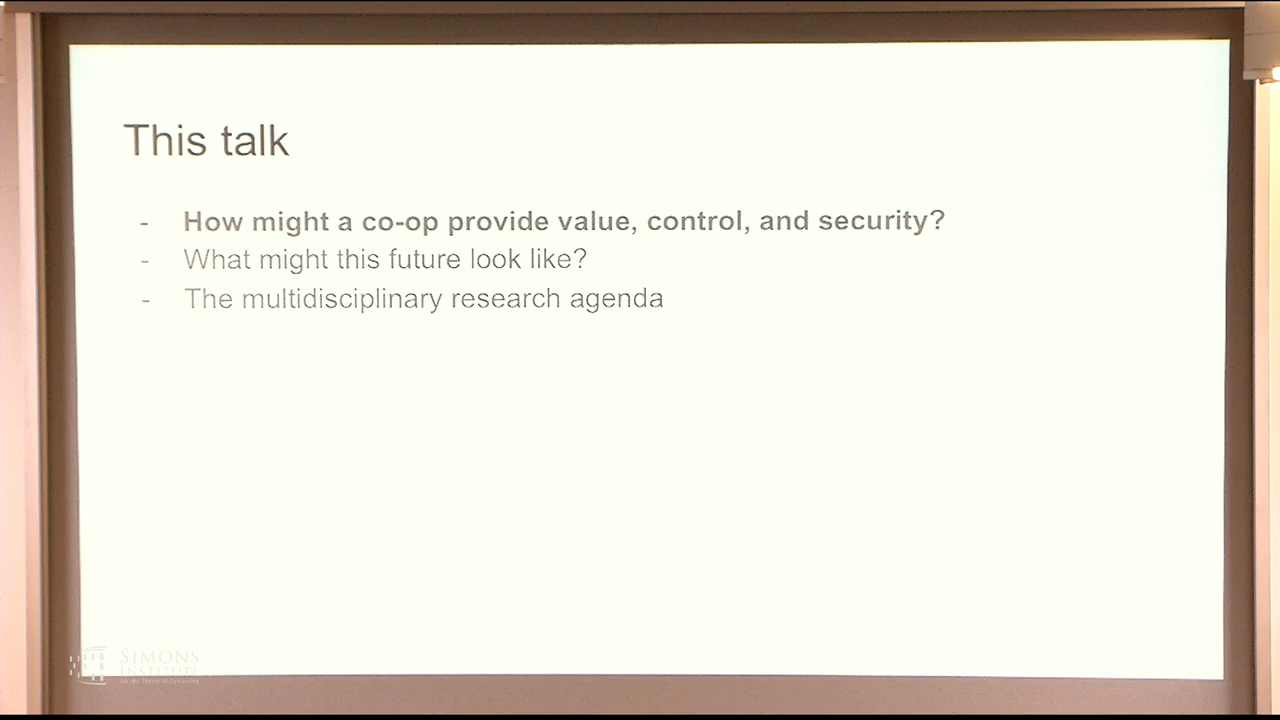 This talk
- How might a co-op provide value, control, and security?
- What might this future look like?
- The multidisciplinary research agenda
SIMONS
INSTITUTE